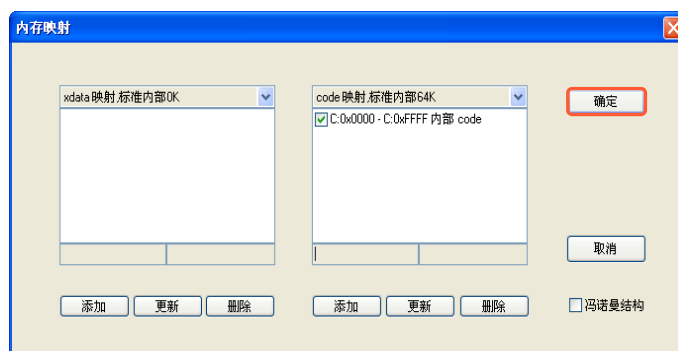 内存映射
xdata 映射,标准内部0K
code 映射,标准内部64K
确定
C:0x0000 - C:0xFFFF 内部 code
取消
添加 更新 删除
添加 更新 删除
冯诺曼结构